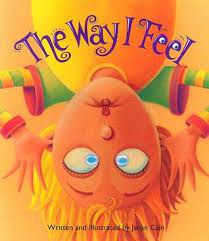 The Way I Feel
Written and Illustrated by Janan Cain